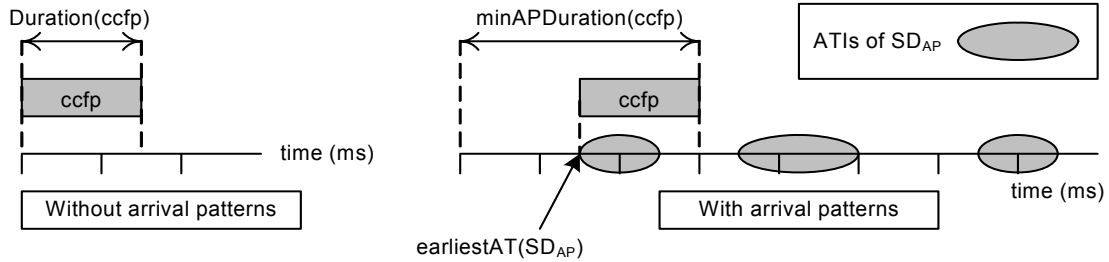 Duration(ccfp)
ccfp
time (ms)
Without arrival patterns
minAPDuration(ccfp)
ATIs of SDAP
ccfp
time (ms)
With arrival patterns
earliestAT(SDAP)